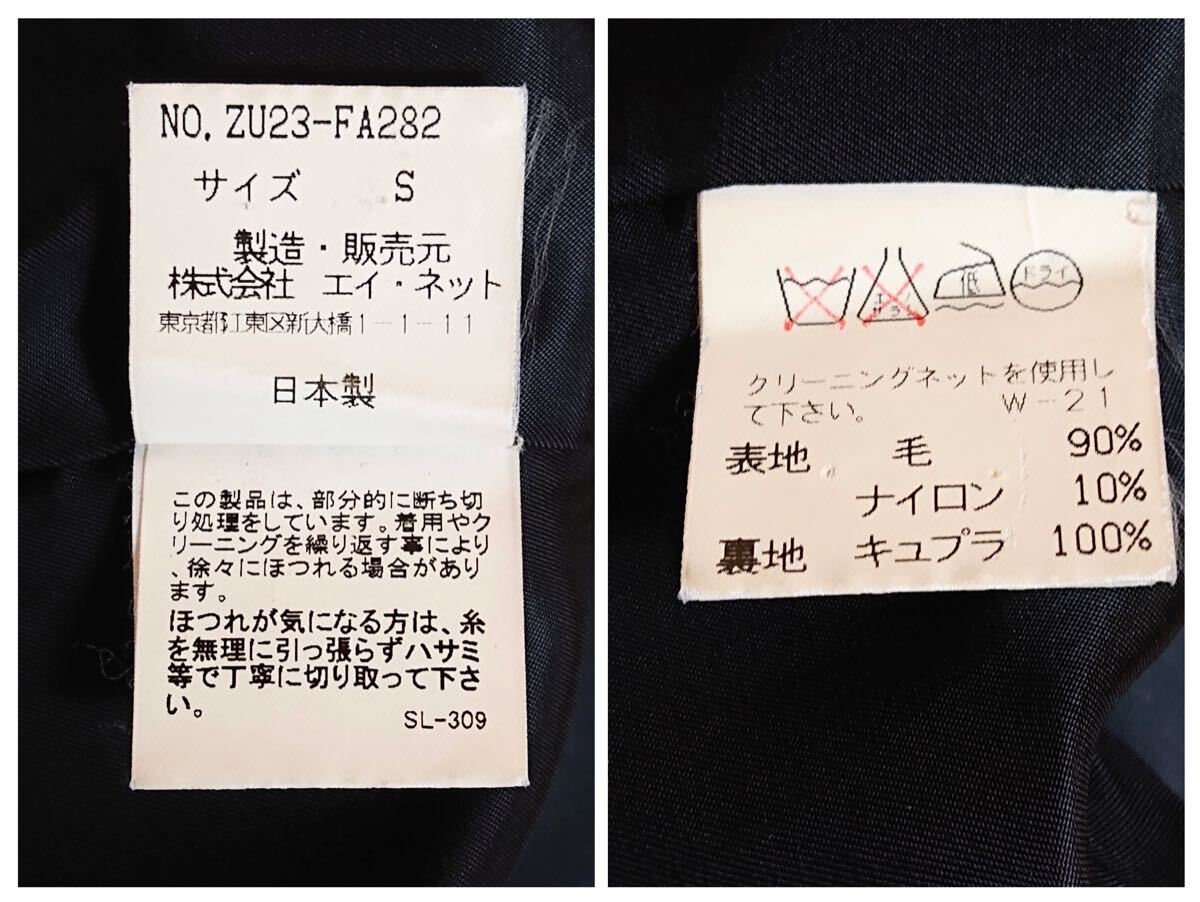 NO. ZU23-FA282
サイズ S
製造・販売元
株式会社 エイ・ネット
東京都江東区新大橋1-1-11
日本製
この製品は、部分的に断ち切
り処理をしています。着用やク
リーニングを繰り返す事により
、徐々にほつれる場合があり
ます。
ほつれが気になる方は、糸
を無理に引っ張らずハサミ
等で丁寧に切り取って下さ
い。
SL-309
エンソ
サラシ
低
ドライ
クリーニングネットを使用し
て下さい。 W-21
表地 毛 90%
ナイロン 10%
裏地 キュプラ 100%